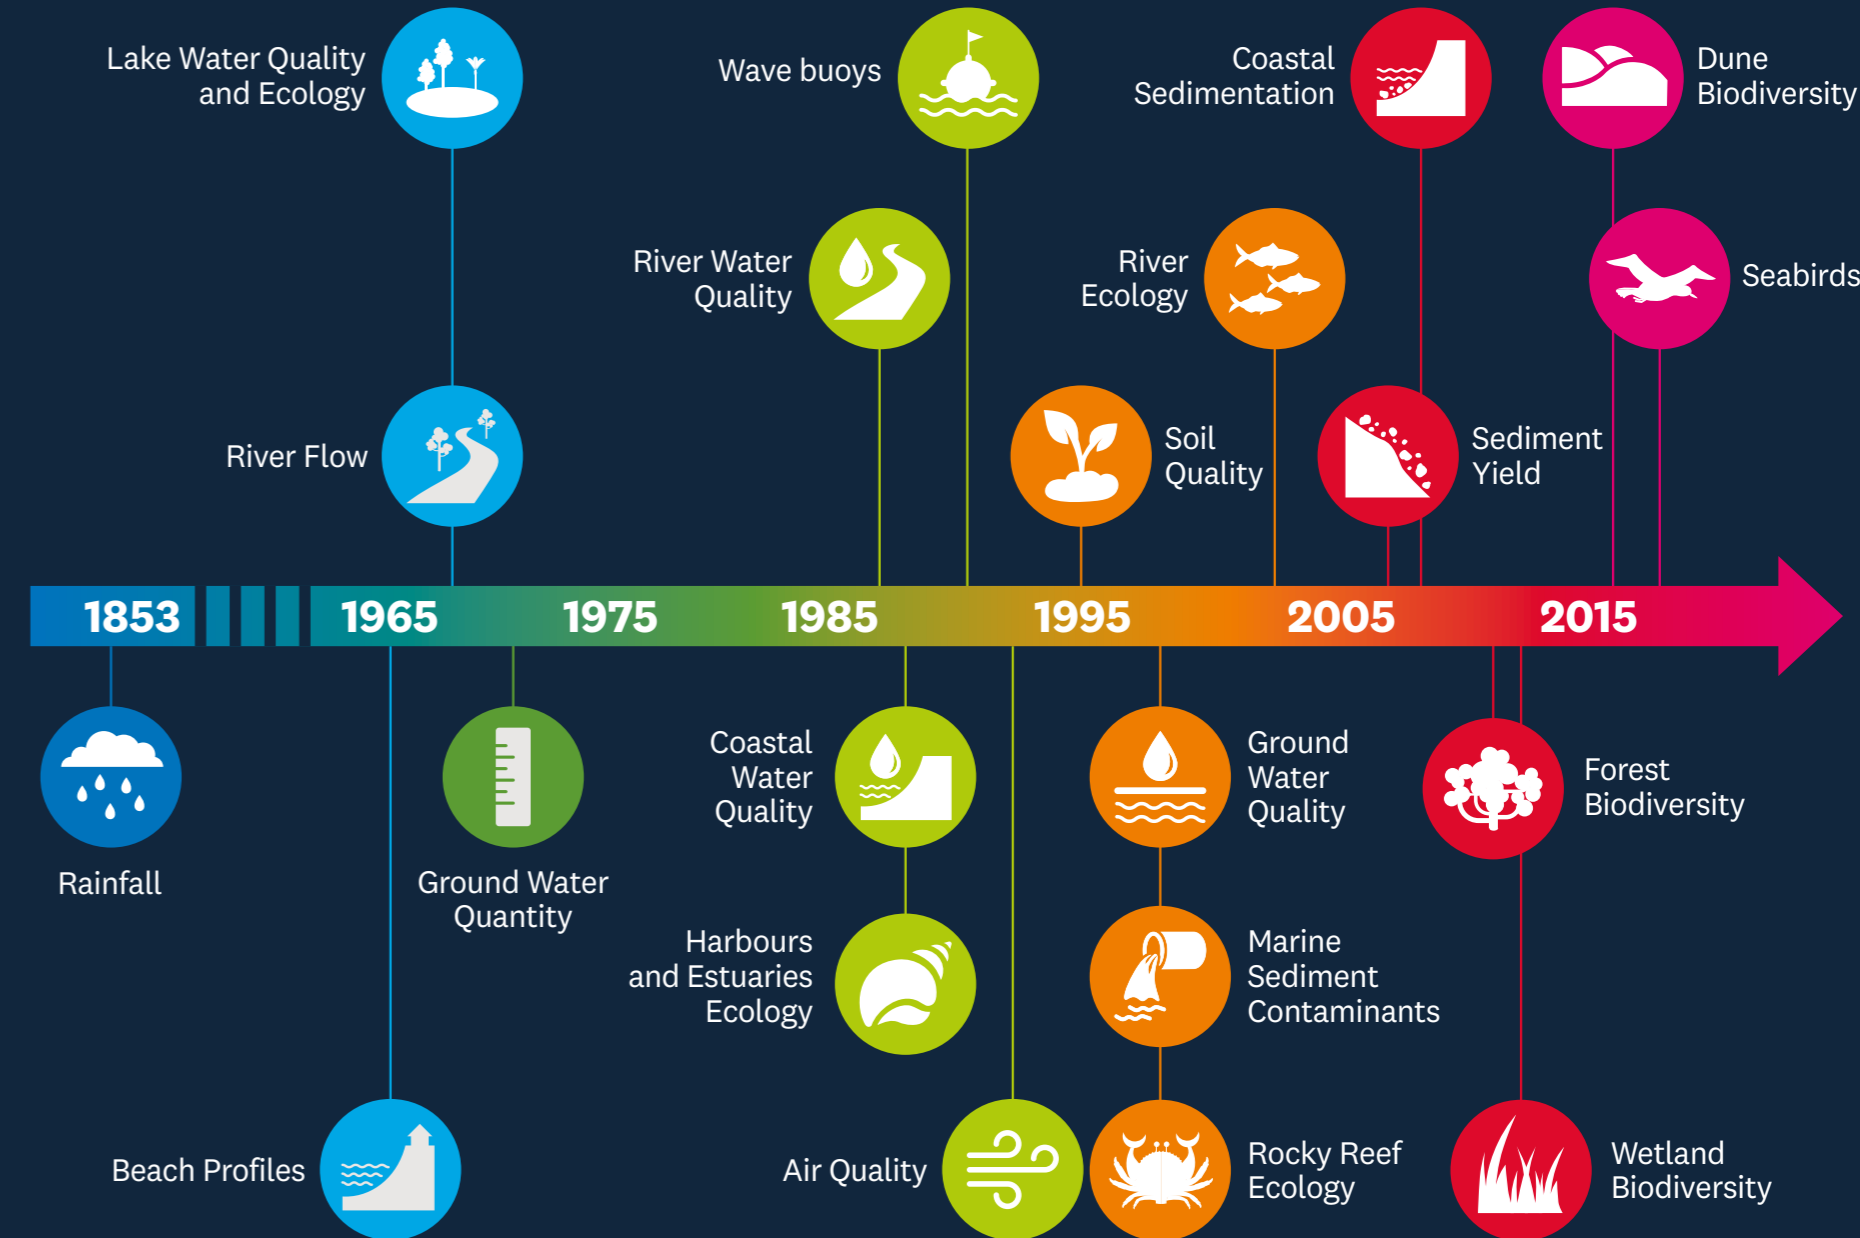 Lake Water Quality
and Ecology
Wave buoys
Coastal
Sedimentation
Dune
Biodiversity
River Water
Quality
River
Ecology
Seabirds
River Flow
Soil
Quality
Sediment
Yield
1853
1965
1975
1985
1995
2005
2015
Rainfall
Ground Water
Quantity
Coastal
Water
Quality
Ground
Water
Quality
Forest
Biodiversity
Harbours
and Estuaries
Ecology
Marine
Sediment
Contaminants
Beach Profiles
Air Quality
Rocky Reef
Ecology
Wetland
Biodiversity